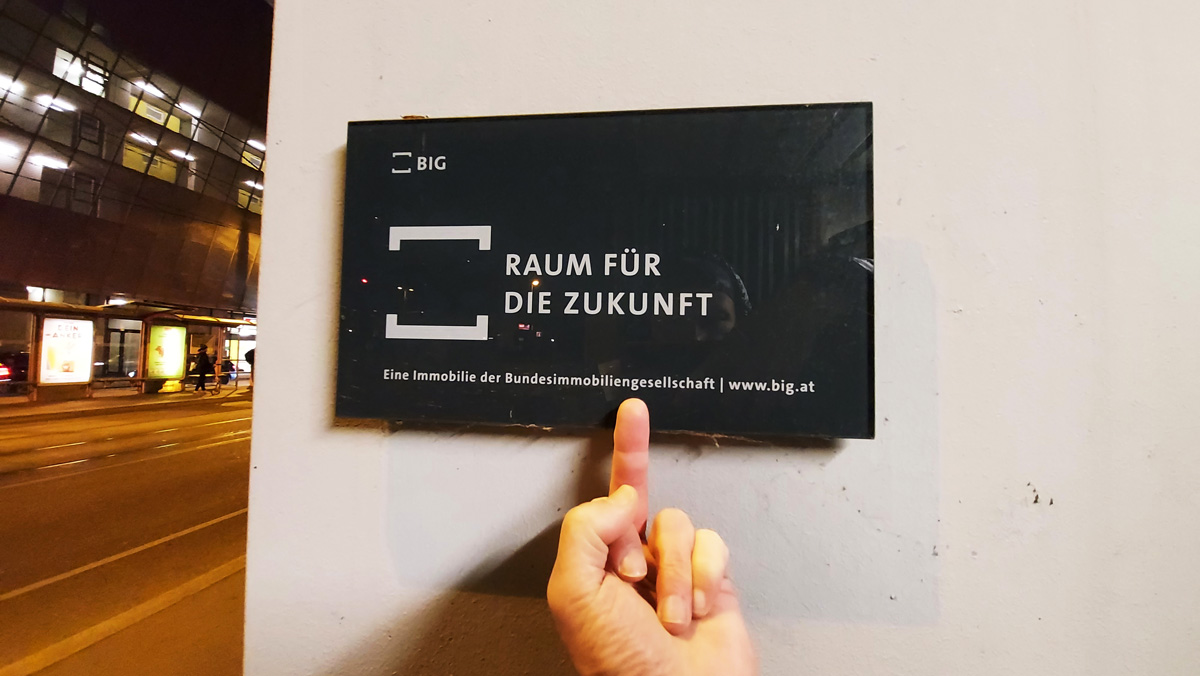 BIG
RAUM FÜR
DIE ZUKUNFT
Eine Immobilie der Bundesimmobiliengesellschaft | www.big.at